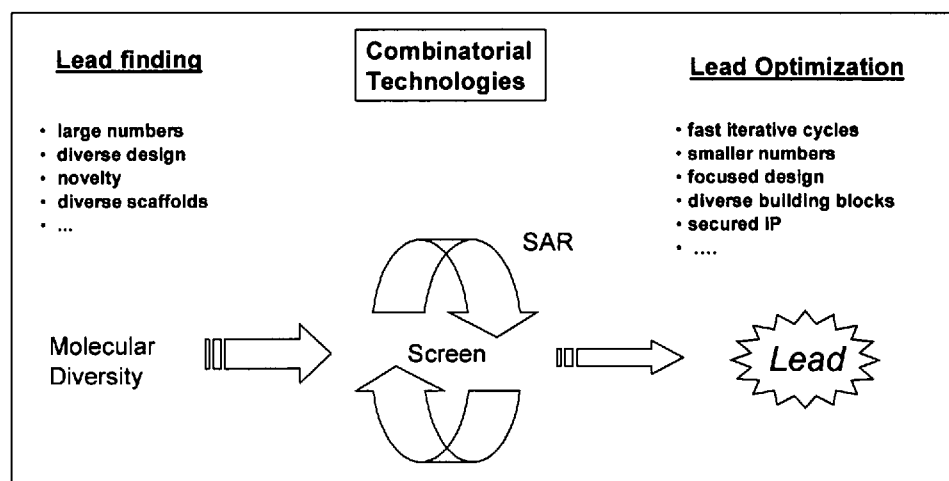 Lead finding
• large numbers
• diverse design
• novelty
• diverse scaffolds
• ...
Combinatorial
Technologies
Lead Optimization
• fast iterative cycles
• smaller numbers
• focused design
• diverse building blocks
• secured IP
• ....
SAR
Molecular
Diversity
Screen
Lead